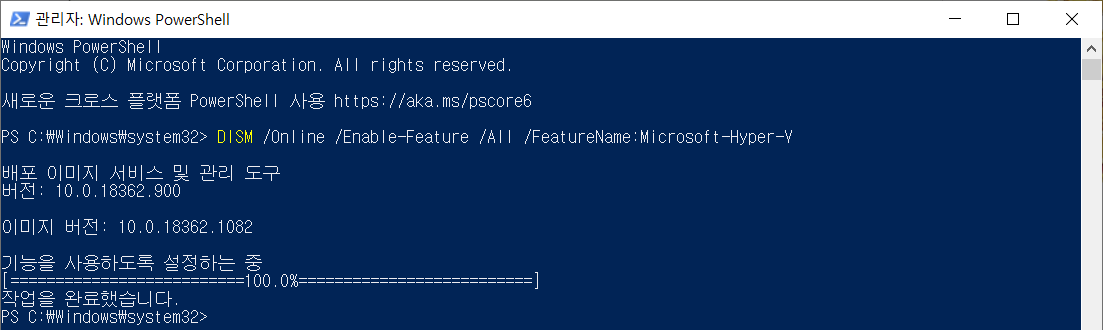 관리자: Windows PowerShell
Windows PowerShell
Copyright (C) Microsoft Corporation. All rights reserved.
새로운 크로스 플랫폼 PowerShell 사용 https://aka.ms/pscore6
PS C:₩Windows₩system32> DISM /Online /Enable-Feature /All /FeatureName:Microsoft-Hyper-V
배포 이미지 서비스 및 관리 도구
버전: 10.0.18362.900
이미지 버전: 10.0.18362.1082
기능을 사용하도록 설정하는 중
[==========================100.0%==========================]
작업을 완료했습니다.
PS C:₩Windows₩system32>